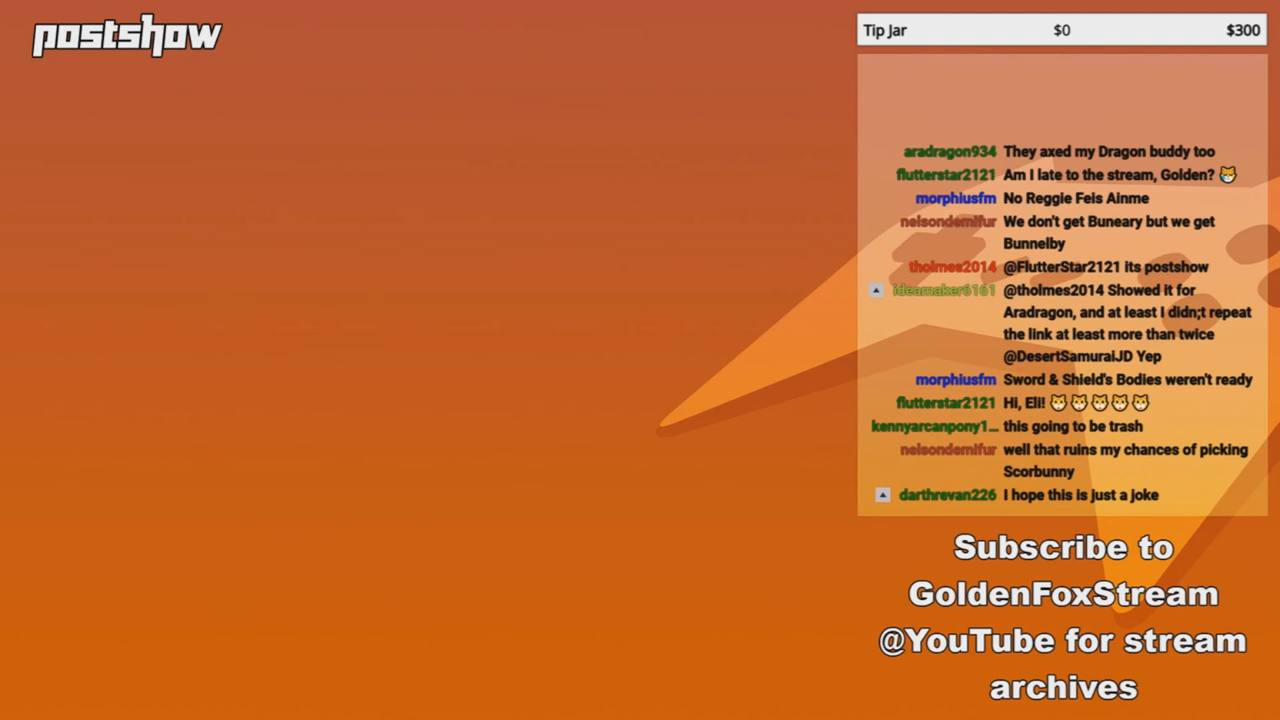 postshow
Tip Jar $0 $300
aradragon934 They axed my Dragon buddy too
flutterstar2121 Am I late to the stream, Golden?
morphiusfm No Reggie Feis Ainme
nelsondemifur We don't get Buneary but we get
Bunnelby
tholmes2014 @FlutterStar2121 its postshow
ideamaker6161 @tholmes2014 Showed it for
Aradragon, and at least I didn;t repeat
the link at least more than twice
@DesertSamuraiJD Yep
morphiusfm Sword & Shield's Bodies weren't ready
flutterstar2121 Hi, Eli!
kennyarcanpony1... this going to be trash
nelsondemifur well that ruins my chances of picking
Scorbunny
darthrevan226 I hope this is just a joke
Subscribe to
GoldenFoxStream
@YouTube for stream
archives